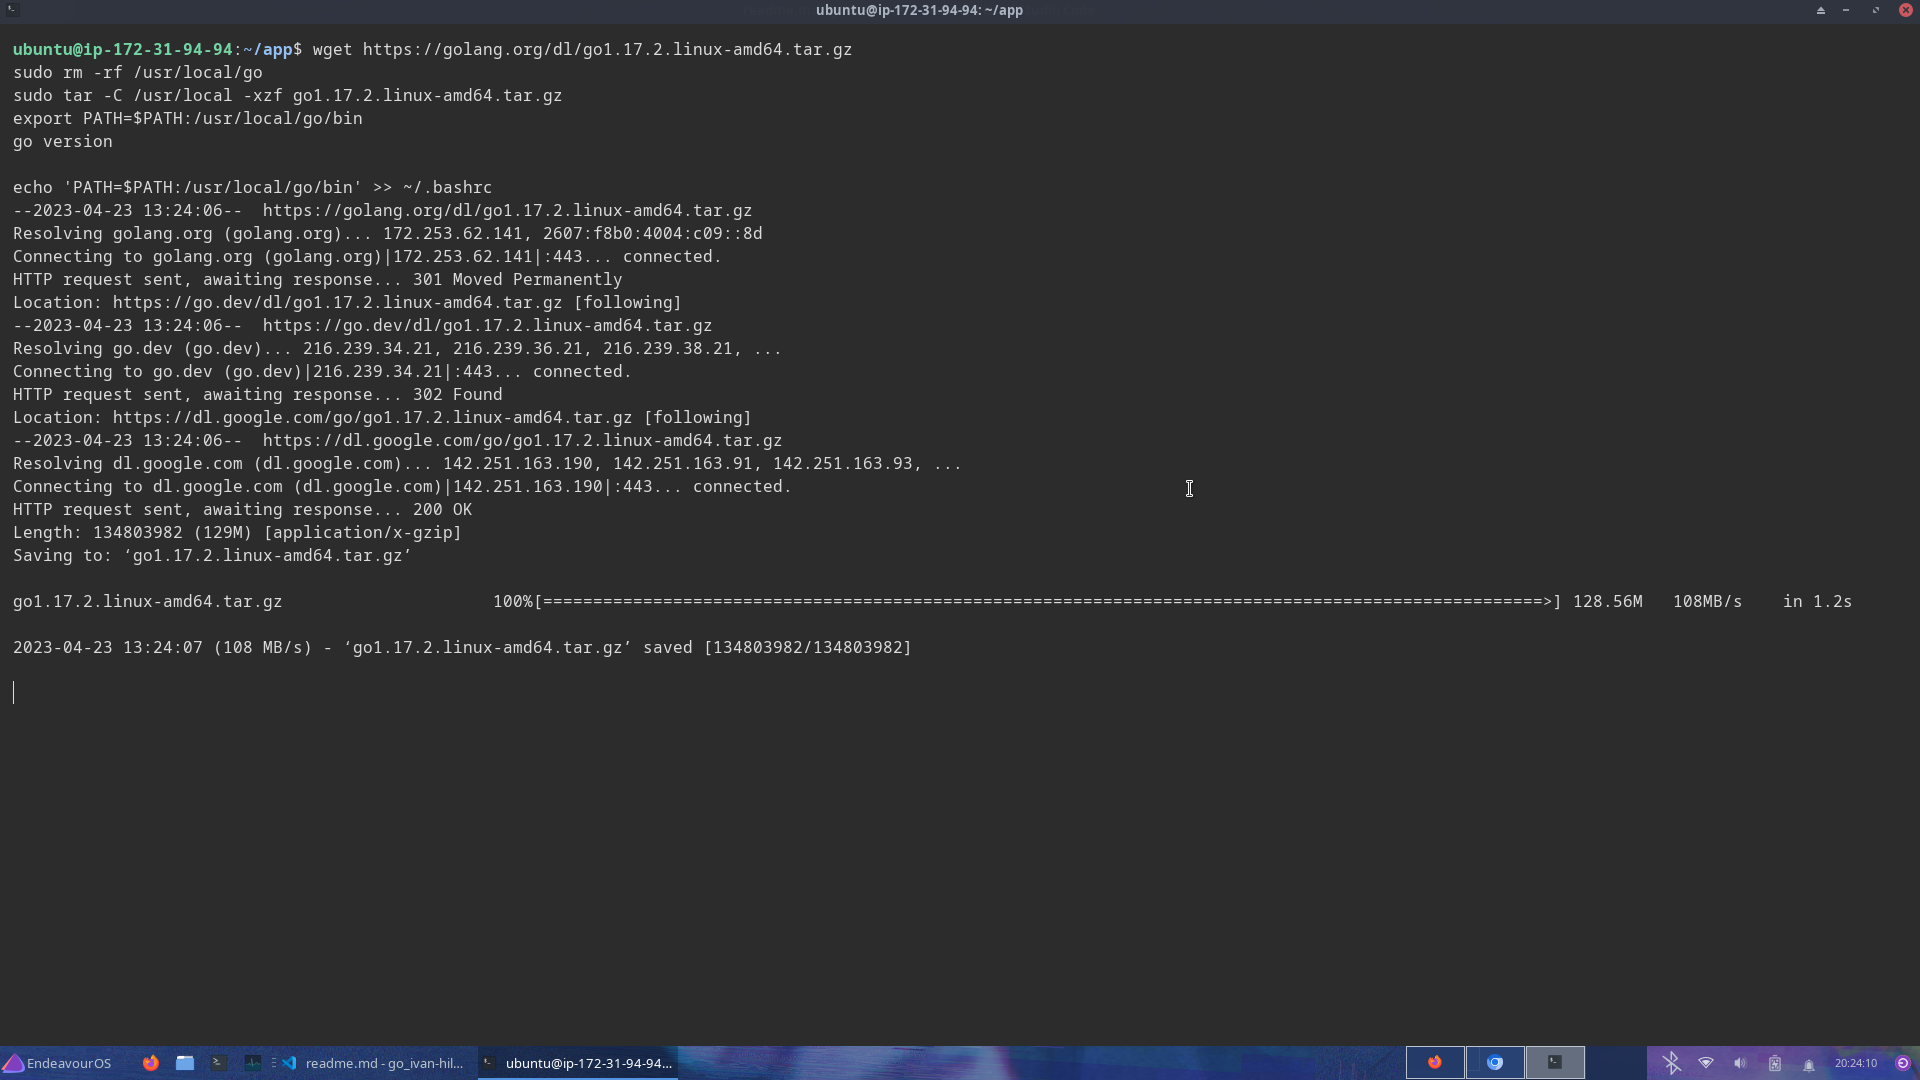 ubuntu@ip-172-31-94-94: ~/app
ubuntu@ip-172-31-94-94:~/app$ wget https://golang.org/dl/go1.17.2.linux-amd64.tar.gz
sudo rm -rf /usr/local/go
sudo tar -C /usr/local -xzf go1.17.2.linux-amd64.tar.gz
export PATH=$PATH:/usr/local/go/bin
go version
echo 'PATH=$PATH:/usr/local/go/bin' >> ~/.bashrc
--2023-04-23 13:24:06--  https://golang.org/dl/go1.17.2.linux-amd64.tar.gz
Resolving golang.org (golang.org)... 172.253.62.141, 2607:f8b0:4004:c09::8d
Connecting to golang.org (golang.org)|172.253.62.141|:443... connected.
HTTP request sent, awaiting response... 301 Moved Permanently
Location: https://go.dev/dl/go1.17.2.linux-amd64.tar.gz [following]
--2023-04-23 13:24:06--  https://go.dev/dl/go1.17.2.linux-amd64.tar.gz
Resolving go.dev (go.dev)... 216.239.34.21, 216.239.36.21, 216.239.38.21, ...
Connecting to go.dev (go.dev)|216.239.34.21|:443... connected.
HTTP request sent, awaiting response... 302 Found
Location: https://dl.google.com/go/go1.17.2.linux-amd64.tar.gz [following]
--2023-04-23 13:24:06--  https://dl.google.com/go/go1.17.2.linux-amd64.tar.gz
Resolving dl.google.com (dl.google.com)... 142.251.163.190, 142.251.163.91, 142.251.163.93, ...
Connecting to dl.google.com (dl.google.com)|142.251.163.190|:443... connected.
HTTP request sent, awaiting response... 200 OK
Length: 134803982 (129M) [application/x-gzip]
Saving to: ‘go1.17.2.linux-amd64.tar.gz’
go1.17.2.linux-amd64.tar.gz 100%[====================================================================================================>] 128.56M 108MB/s in 1.2s
2023-04-23 13:24:07 (108 MB/s) - ‘go1.17.2.linux-amd64.tar.gz’ saved [134803982/134803982]
EndeavourOS readme.md - go_ivan-hil... ubuntu@ip-172-31-94-94... 20:24:10